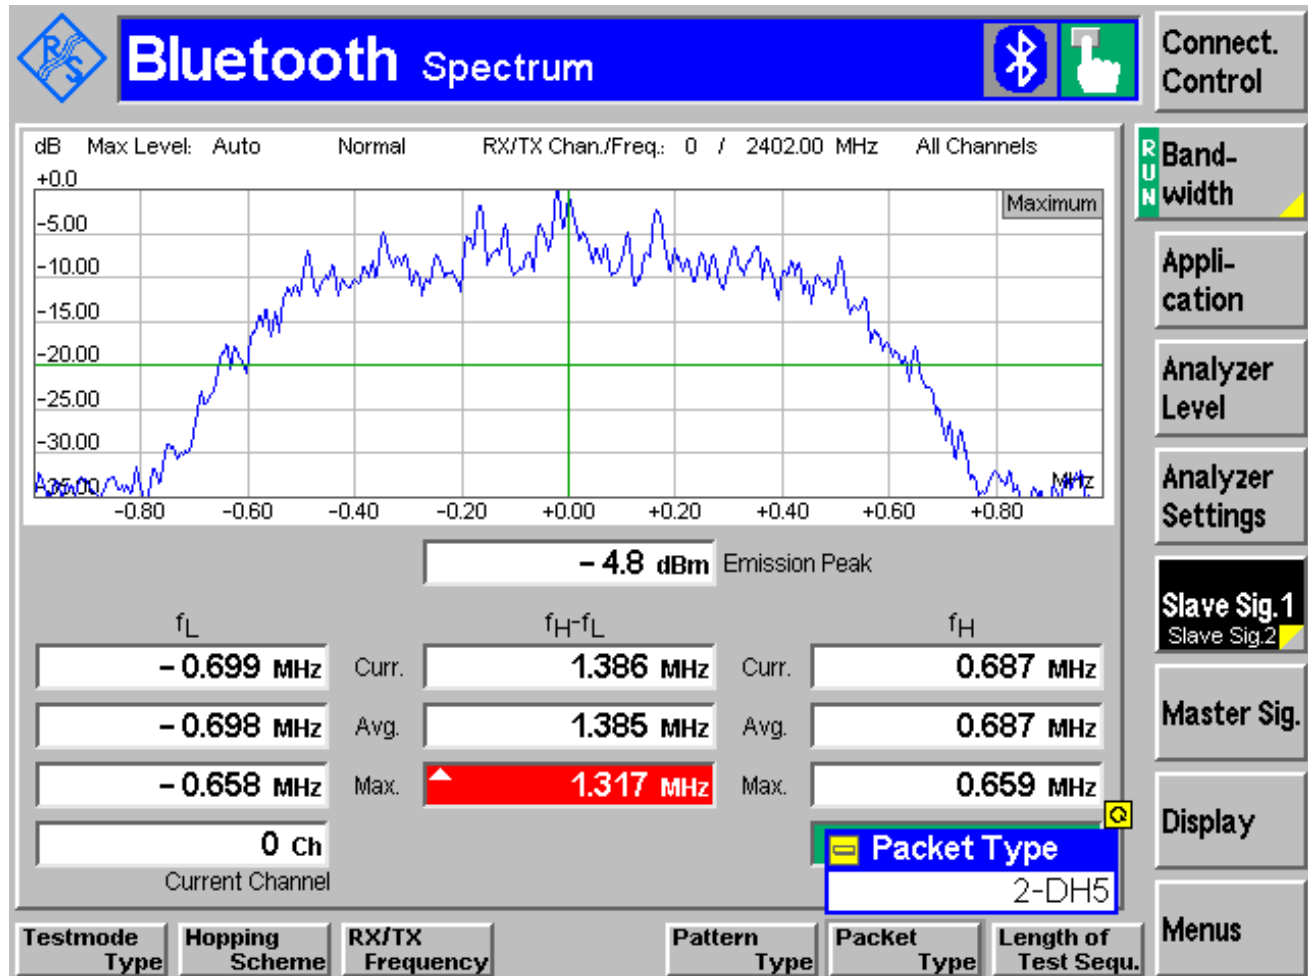 R&S Bluetooth Spectrum
Connect. Control
dB Max Level: Auto Normal RX/TX Chan./Freq.: 0 / 2402.00 MHz All Channels
+0.0
Maximum
-5.00
-10.00
-15.00
-20.00
-25.00
-30.00
-35.00
MHz
-0.80 -0.60 -0.40 -0.20 +0.00 +0.20 +0.40 +0.60 +0.80
RUN
Band-
width
Appli-
cation
Analyzer
Level
Analyzer
Settings
Slave Sig.1
Slave Sig.2
Master Sig.
Display
Menus
- 4.8 dBm Emission Peak
fL fH-fL fH
- 0.699 MHz Curr. 1.386 MHz Curr. 0.687 MHz
- 0.698 MHz Avg. 1.385 MHz Avg. 0.687 MHz
- 0.658 MHz Max. 1.317 MHz Max. 0.659 MHz
0 Ch
Current Channel
Packet Type
2-DH5
Testmode Type
Hopping Scheme
RX/TX Frequency
Pattern Type
Packet Type
Length of Test Sequ.